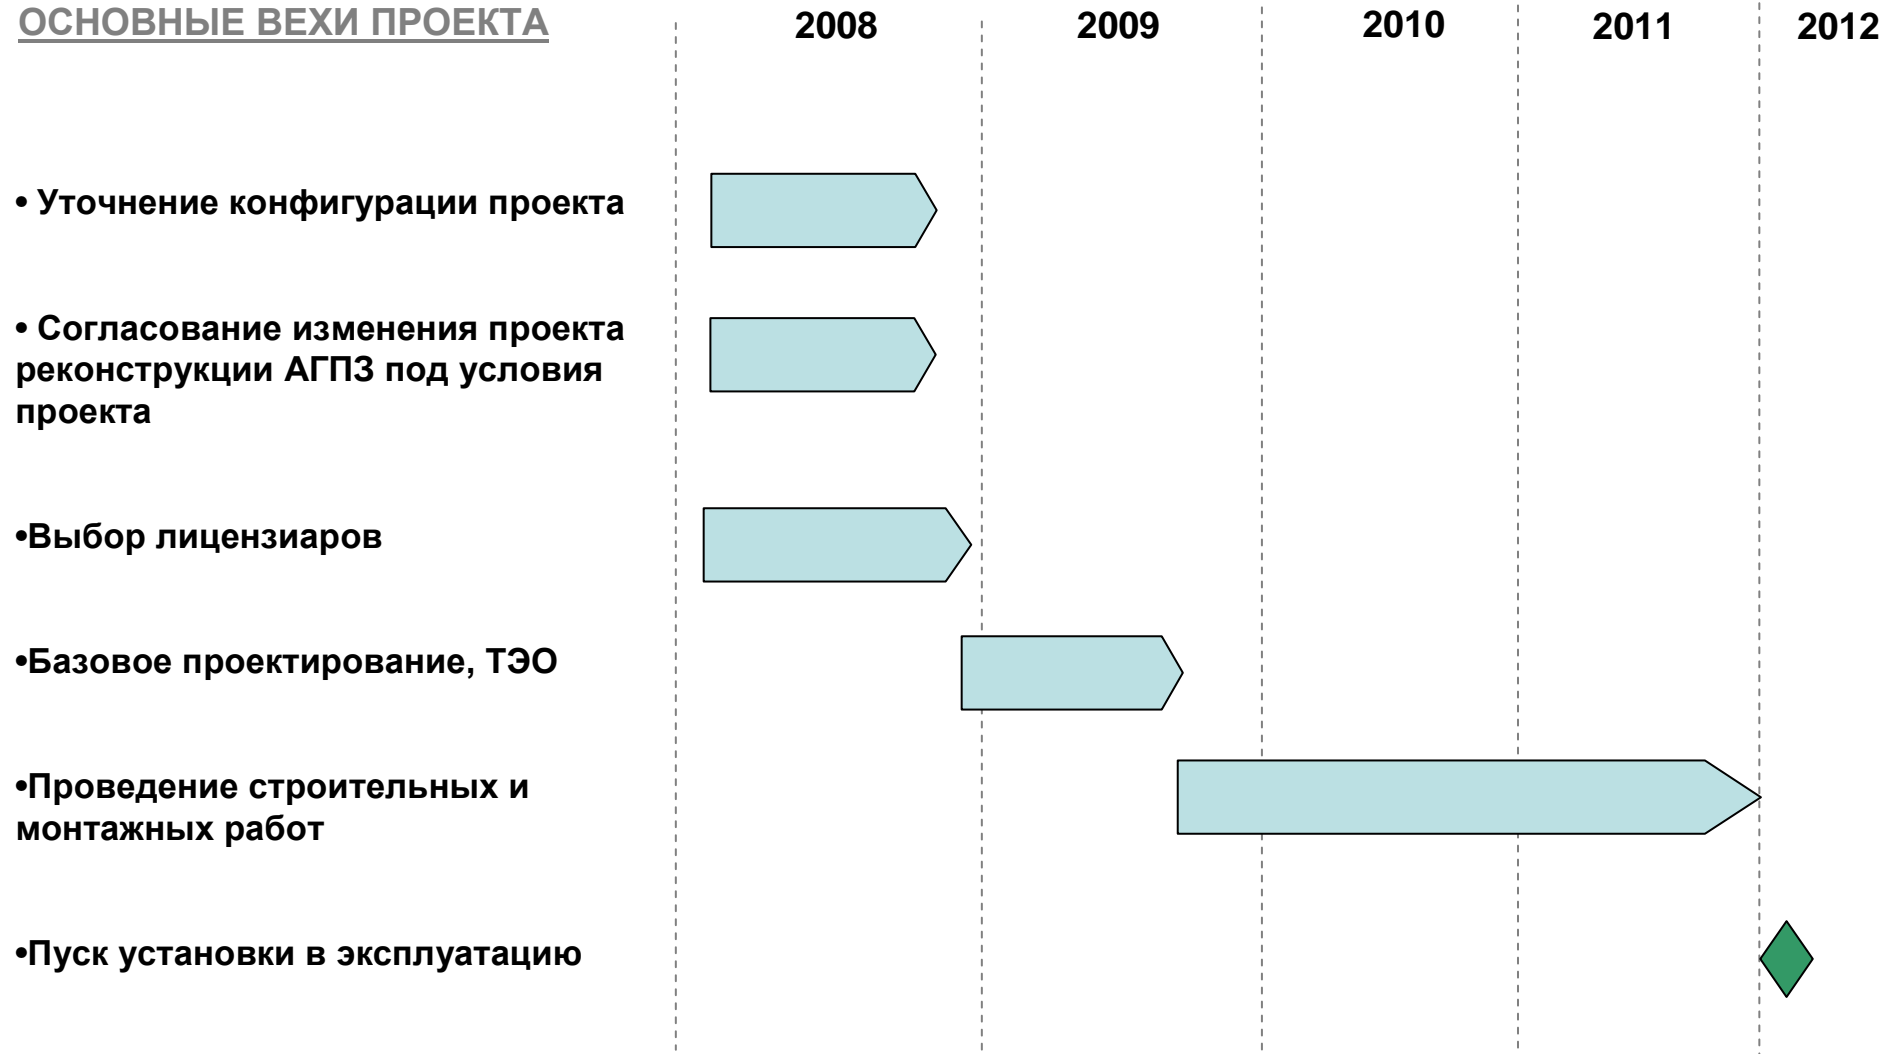 ОСНОВНЫЕ ВЕХИ ПРОЕКТА
2008 2009 2010 2011 2012
• Уточнение конфигурации проекта
• Согласование изменения проекта
реконструкции АГПЗ под условия
проекта
•Выбор лицензиаров
•Базовое проектирование, ТЭО
•Проведение строительных и
монтажных работ
•Пуск установки в эксплуатацию